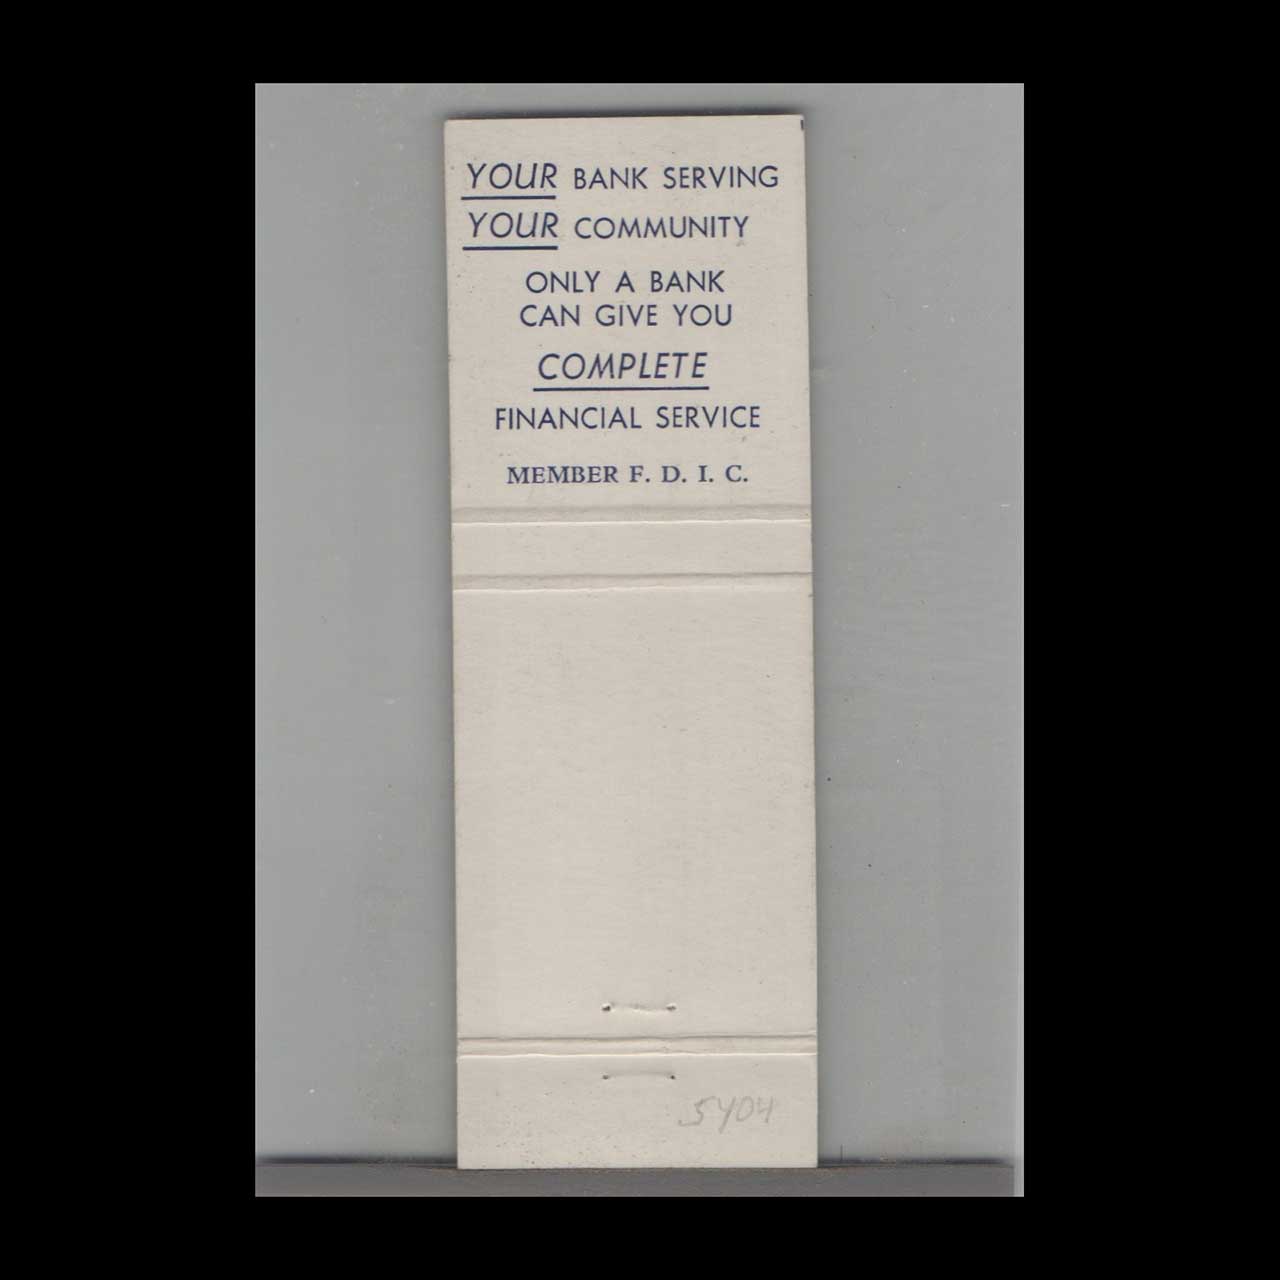 YOUR BANK SERVING
YOUR COMMUNITY
ONLY A BANK
CAN GIVE YOU
COMPLETE
FINANCIAL SERVICE
MEMBER F. D. I. C.
5404